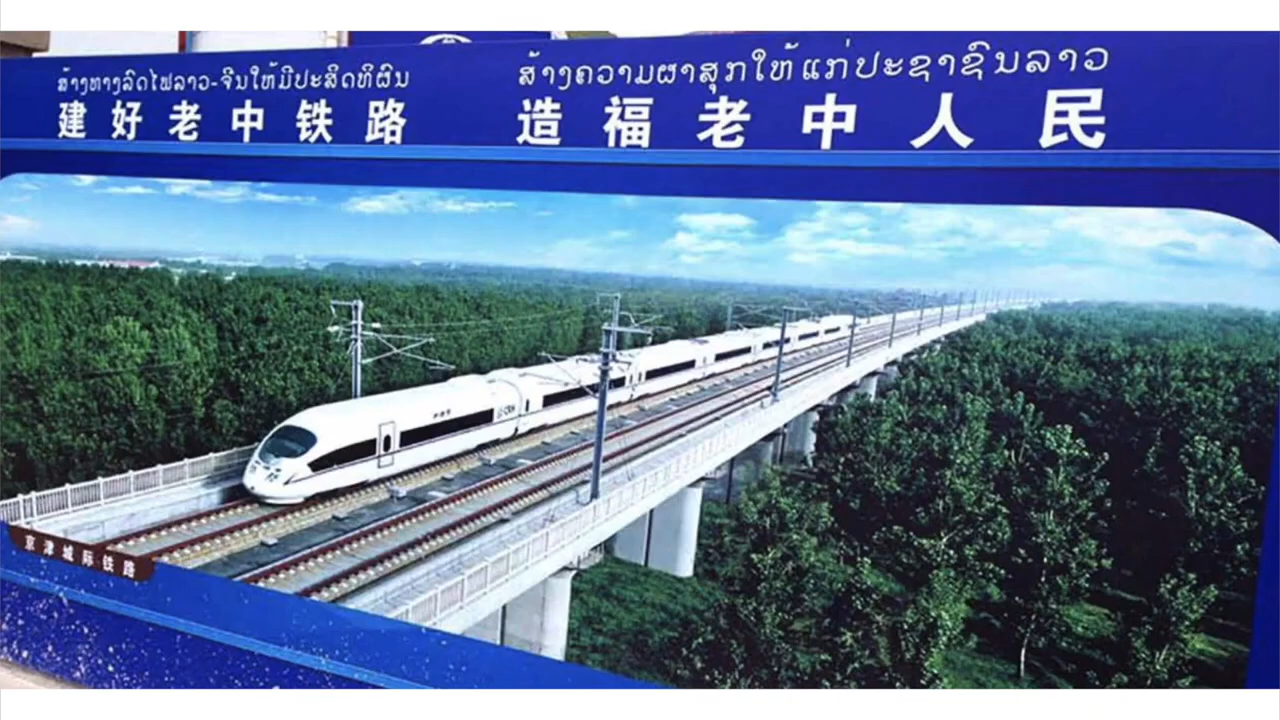 ສ້າງທາງລົດໄຟລາວ-ຈີນໃຫ້ມີປະສິດທິຜົນ
建好老中铁路
ສ້າງຄວາມຜາສຸກໃຫ້ແກ່ປະຊາຊົນລາວ
造福老中人民
京津城际铁路